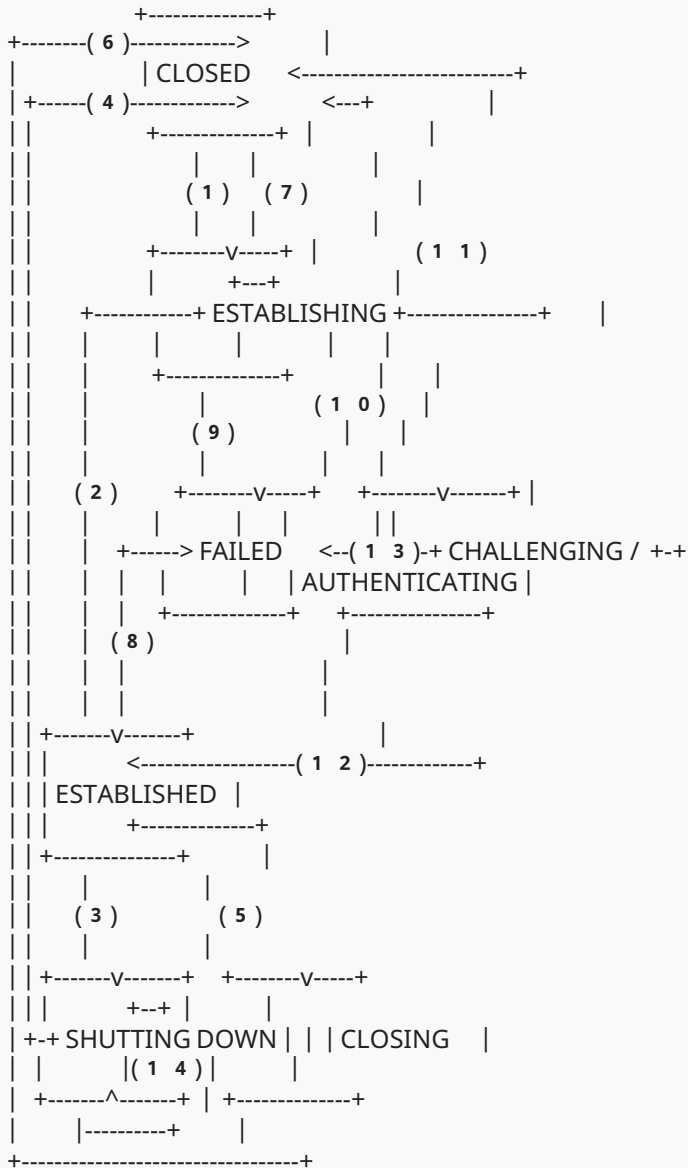 +--------------+
+--------( 6 )------------->          |
|               | CLOSED     <--------------------------+
| +------( 4 )------------->         <---+              |
| |              +--------------+  |              |
| |                    |      |              |
| |                   ( 1 )    ( 7 )              |
| |                    |      |              |
| |              +--------v-----+  |            ( 1 1 )
| |              |         +---+              |
| |      +------------+ ESTABLISHING +----------------+      |
| |      |        |         |          |      |
| |      |        +--------------+          |      |
| |      |             |            ( 1 0 )    |
| |      |            ( 9 )             |      |
| |      |             |             |      |
| |     ( 2 )       +--------v-----+     +-------v-------+ |
| |      |        |         |    |          | |
| |      |   +------> FAILED    <--( 1 3 )-+ CHALLENGING /  +-+
| |      |   |    |         |    | AUTHENTICATING |
| |      |   |    +--------------+     +----------------+
| |      |  ( 8 )                      |
| |      |   |                      |
| |      |   |                      |
| | +-------v-------+                      |
| | |         <-------------------( 1 2 )-------------+
| | | ESTABLISHED  |
| | |         +--------------+
| | +---------------+         |
| |      |             |
| |     ( 3 )            ( 5 )
| |      |             |
| | +-------v-------+   +--------v-----+
| | |         +--+ |         |
| +-+ SHUTTING DOWN | | | CLOSING    |
|  |         |( 1 4 ) |         |
|  +-------^-------+  | +--------------+
|       |----------+       |
+----------------------------------+